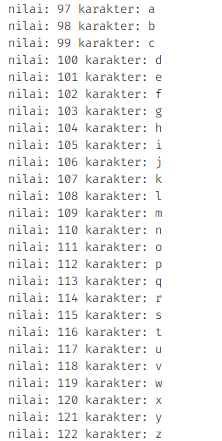 nilai: 97 karakter: a
nilai: 98 karakter: b
nilai: 99 karakter: c
nilai: 100 karakter: d
nilai: 101 karakter: e
nilai: 102 karakter: f
nilai: 103 karakter: g
nilai: 104 karakter: h
nilai: 105 karakter: i
nilai: 106 karakter: j
nilai: 107 karakter: k
nilai: 108 karakter: l
nilai: 109 karakter: m
nilai: 110 karakter: n
nilai: 111 karakter: o
nilai: 112 karakter: p
nilai: 113 karakter: q
nilai: 114 karakter: r
nilai: 115 karakter: s
nilai: 116 karakter: t
nilai: 117 karakter: u
nilai: 118 karakter: v
nilai: 119 karakter: w
nilai: 120 karakter: x
nilai: 121 karakter: y
nilai: 122 karakter: z